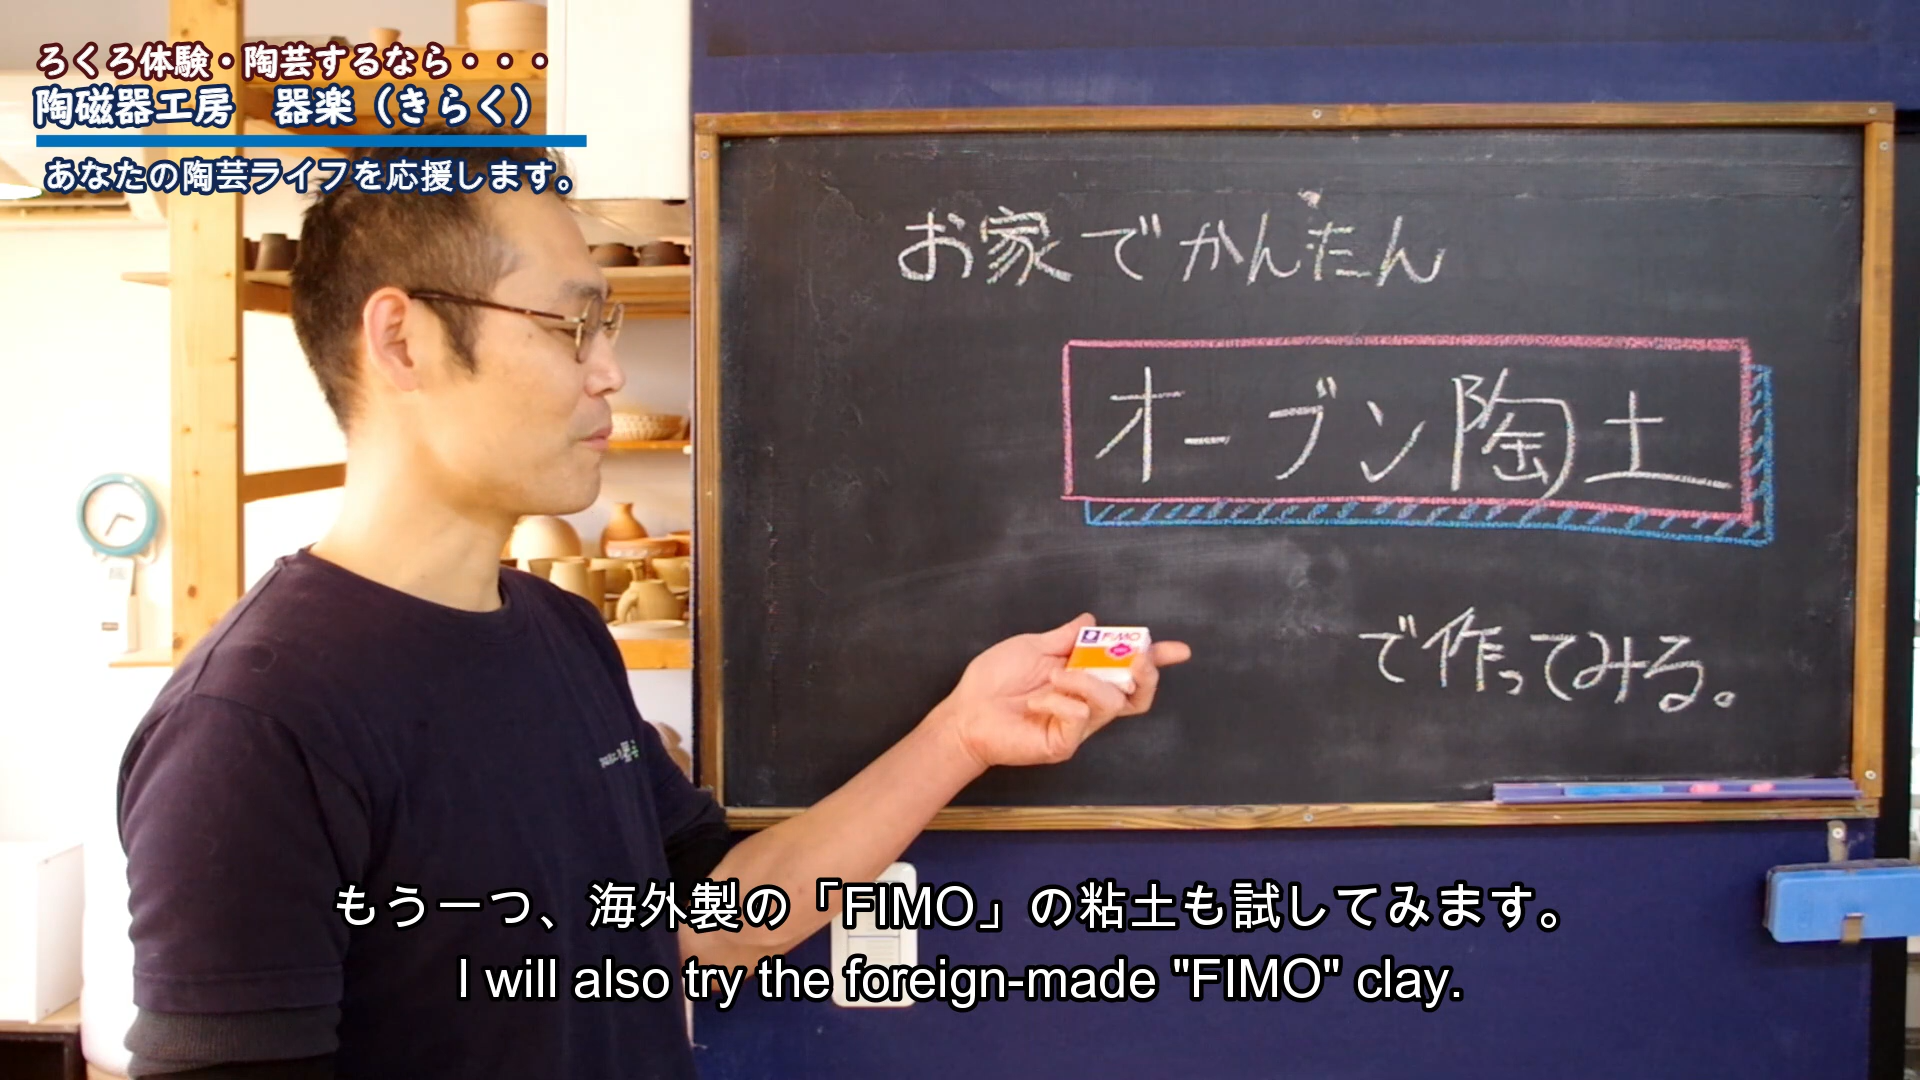 ろくろ体験・陶芸するなら・・・
陶磁器工房　器楽（きらく）
あなたの陶芸ライフを応援します。
お家でかんたん
オーブン陶土
で作ってみる。
FIMO
もう一つ、海外製の「FIMO」の粘土も試してみます。
I will also try the foreign-made "FIMO" clay.